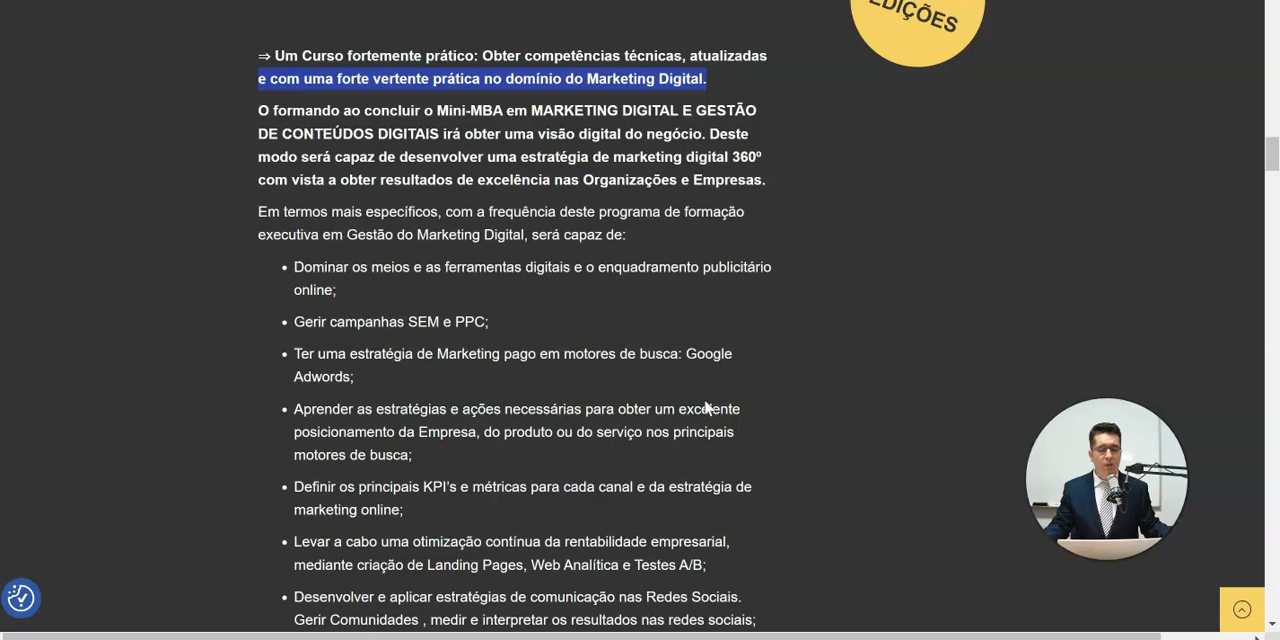 EDIÇÕES
⇒ Um Curso fortemente prático: Obter competências técnicas, atualizadas
e com uma forte vertente prática no domínio do Marketing Digital.
O formando ao concluir o Mini-MBA em MARKETING DIGITAL E GESTÃO
DE CONTEÚDOS DIGITAIS irá obter uma visão digital do negócio. Deste
modo será capaz de desenvolver uma estratégia de marketing digital 360º
com vista a obter resultados de excelência nas Organizações e Empresas.
Em termos mais específicos, com a frequência deste programa de formação
executiva em Gestão do Marketing Digital, será capaz de:
• Dominar os meios e as ferramentas digitais e o enquadramento publicitário
online;
• Gerir campanhas SEM e PPC;
• Ter uma estratégia de Marketing pago em motores de busca: Google
Adwords;
• Aprender as estratégias e ações necessárias para obter um excelente
posicionamento da Empresa, do produto ou do serviço nos principais
motores de busca;
• Definir os principais KPI's e métricas para cada canal e da estratégia de
marketing online;
• Levar a cabo uma otimização contínua da rentabilidade empresarial,
mediante criação de Landing Pages, Web Analítica e Testes A/B;
• Desenvolver e aplicar estratégias de comunicação nas Redes Sociais.
Gerir Comunidades , medir e interpretar os resultados nas redes sociais;